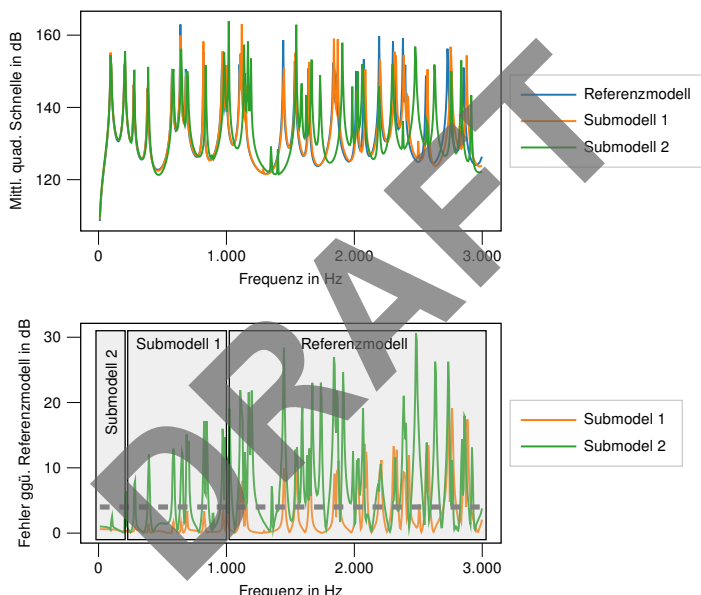 160
140
120
Mittl. quad. Schnelle in dB
0
1.000
2.000
3.000
Frequenz in Hz
Referenzmodell
Submodell 1
Submodell 2
30
20
10
0
Fehler ggü. Referenzmodell in dB
Submodell 2
Submodell 1
Referenzmodell
0
1.000
2.000
3.000
Frequenz in Hz
Submodel 1
Submodel 2
DRAFT